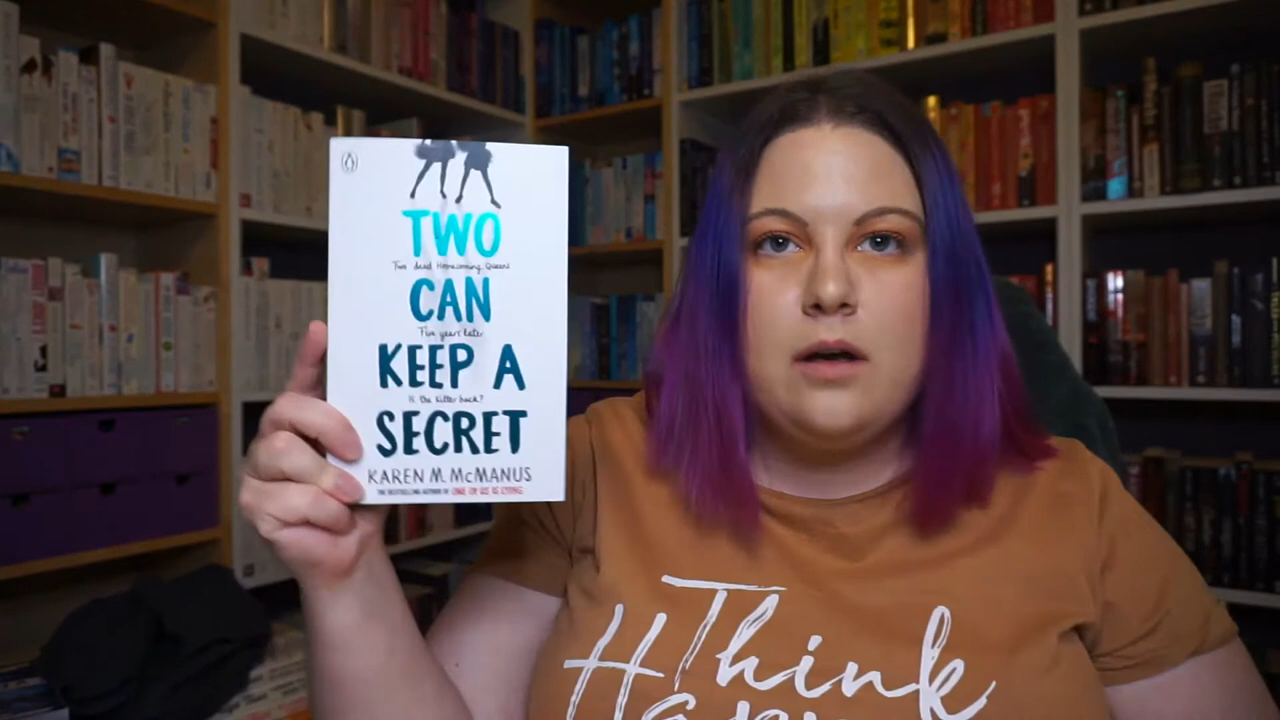 TWO
Two dead Homecoming Queens
CAN
Five years later
KEEP A
Is the killer back?
SECRET
KAREN M. McMANUS
THE BESTSELLING AUTHOR OF ONE OF US IS LYING
Think
Happy